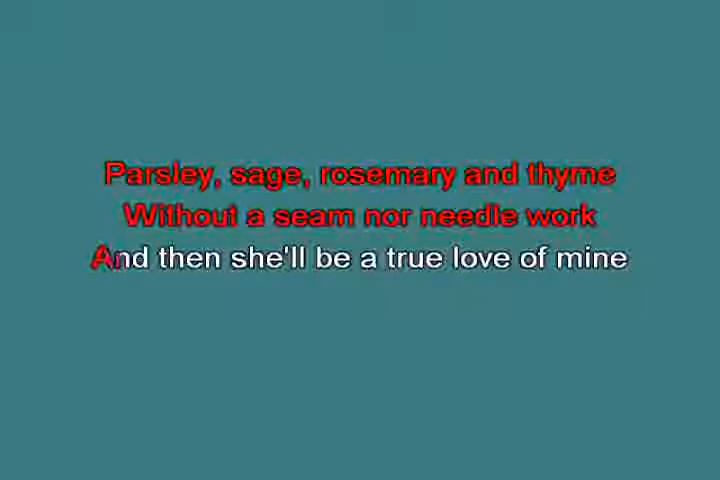 Parsley, sage, rosemary and thyme
Without a seam nor needle work
And then she'll be a true love of mine